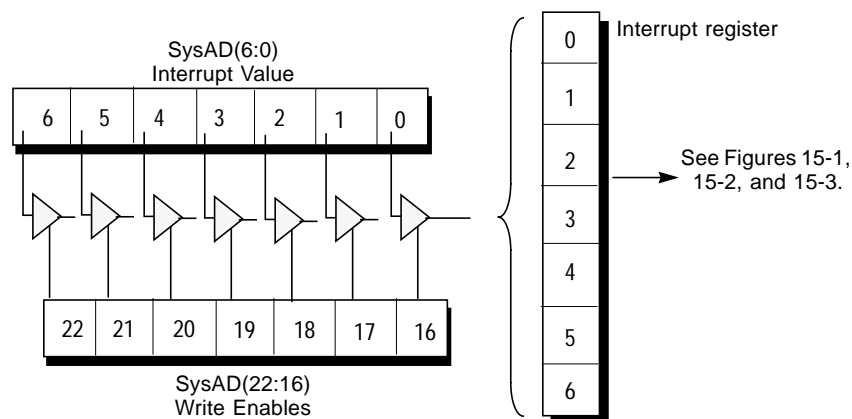 SysAD(6:0)
Interrupt Value
6 5 4 3 2 1 0
22 21 20 19 18 17 16
SysAD(22:16)
Write Enables
0
1
2
3
4
5
6
Interrupt register
See Figures 15-1,
15-2, and 15-3.